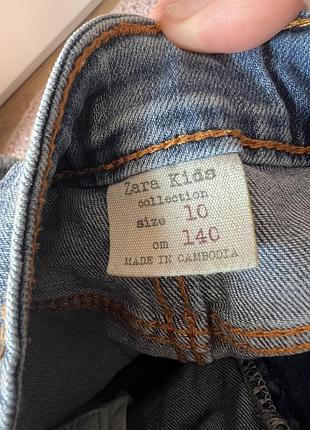 Zara Kids
collection
size 10
cm 140
MADE IN CAMBODIA